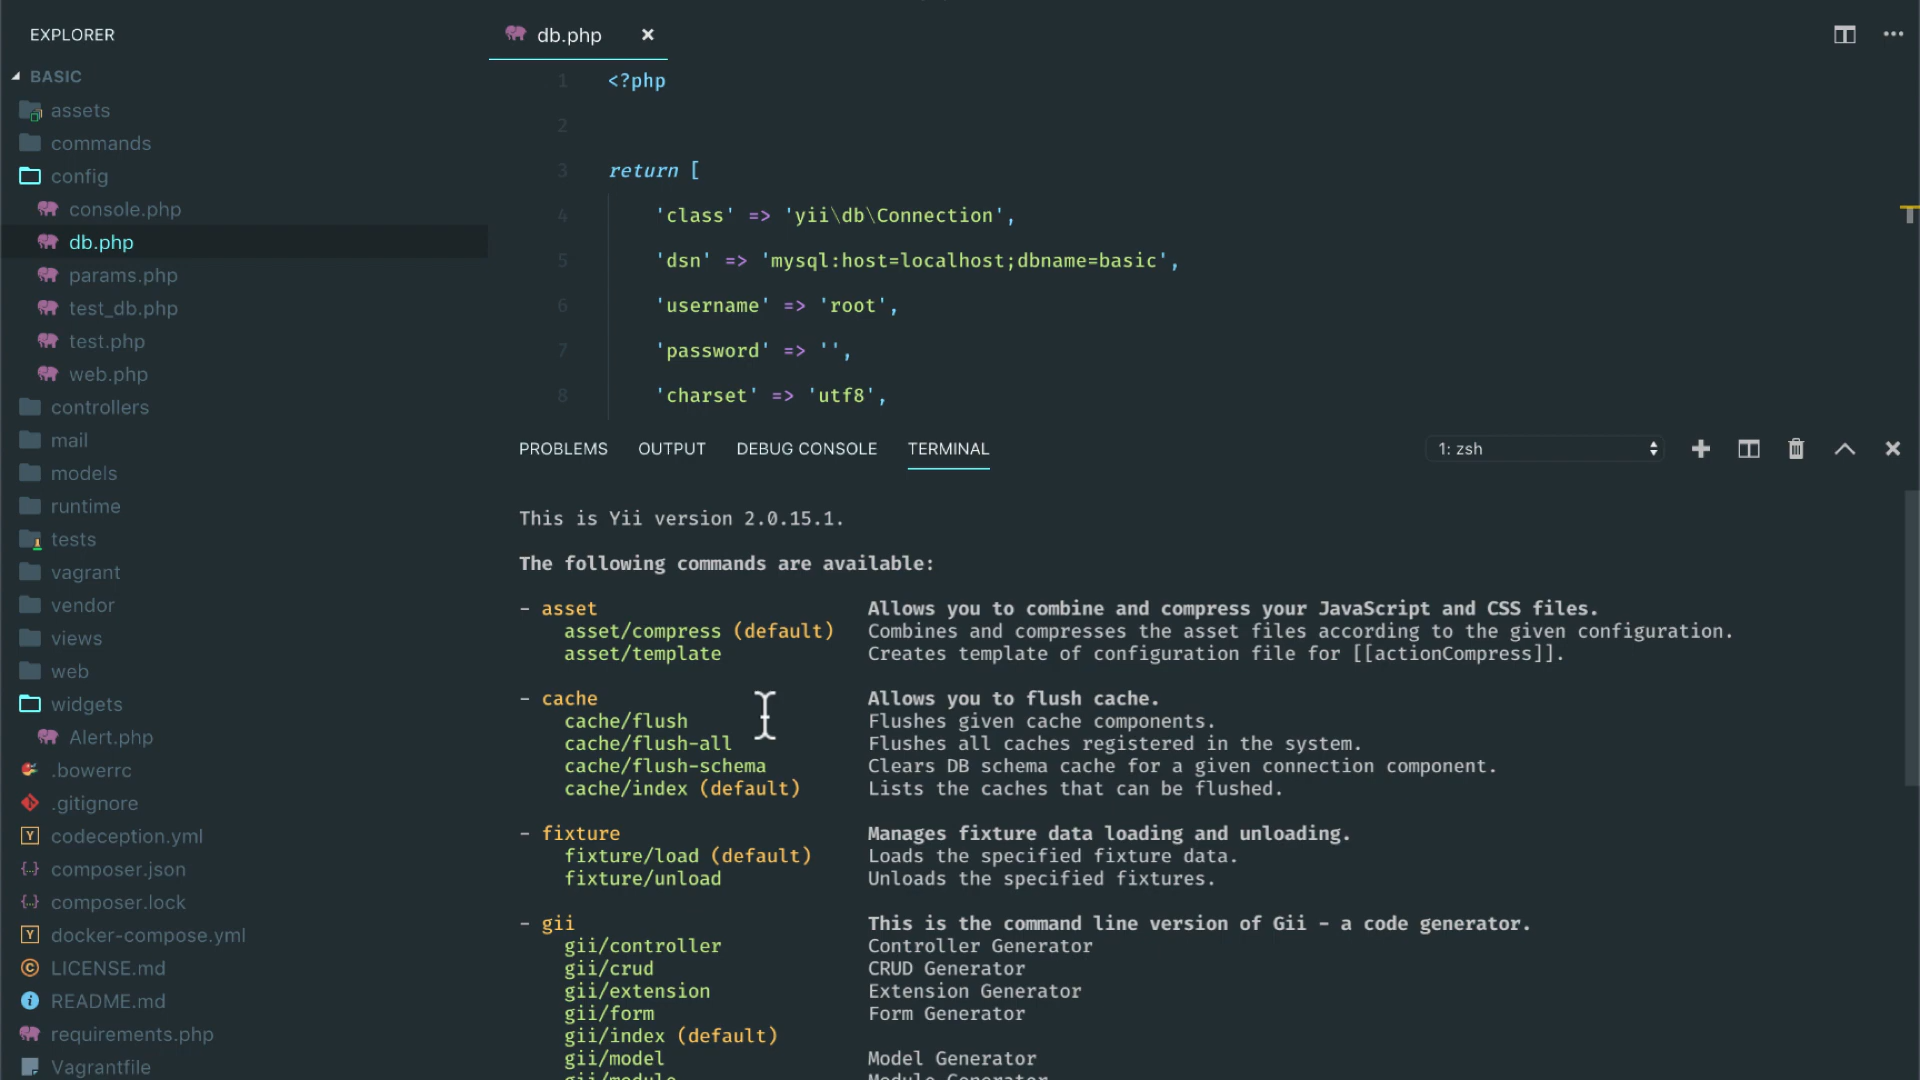 EXPLORER
BASIC
assets
commands
config
console.php
db.php
params.php
test_db.php
test.php
web.php
controllers
mail
models
runtime
tests
vagrant
vendor
views
web
widgets
Alert.php
.bowerrc
.gitignore
codeception.yml
composer.json
composer.lock
docker-compose.yml
LICENSE.md
README.md
requirements.php
Vagrantfile
db.php
1 <?php
2
3 return [
4 'class' => 'yii\db\Connection',
5 'dsn' => 'mysql:host=localhost;dbname=basic',
6 'username' => 'root',
7 'password' => '',
8 'charset' => 'utf8',
PROBLEMS OUTPUT DEBUG CONSOLE TERMINAL 1: zsh
This is Yii version 2.0.15.1.
The following commands are available:
- asset Allows you to combine and compress your JavaScript and CSS files.
asset/compress (default) Combines and compresses the asset files according to the given configuration.
asset/template Creates template of configuration file for [[actionCompress]].
- cache Allows you to flush cache.
cache/flush Flushes given cache components.
cache/flush-all Flushes all caches registered in the system.
cache/flush-schema Clears DB schema cache for a given connection component.
cache/index (default) Lists the caches that can be flushed.
- fixture Manages fixture data loading and unloading.
fixture/load (default) Loads the specified fixture data.
fixture/unload Unloads the specified fixtures.
- gii This is the command line version of Gii - a code generator.
gii/controller Controller Generator
gii/crud CRUD Generator
gii/extension Extension Generator
gii/form Form Generator
gii/index (default)
gii/model Model Generator
gii/module Module Generator